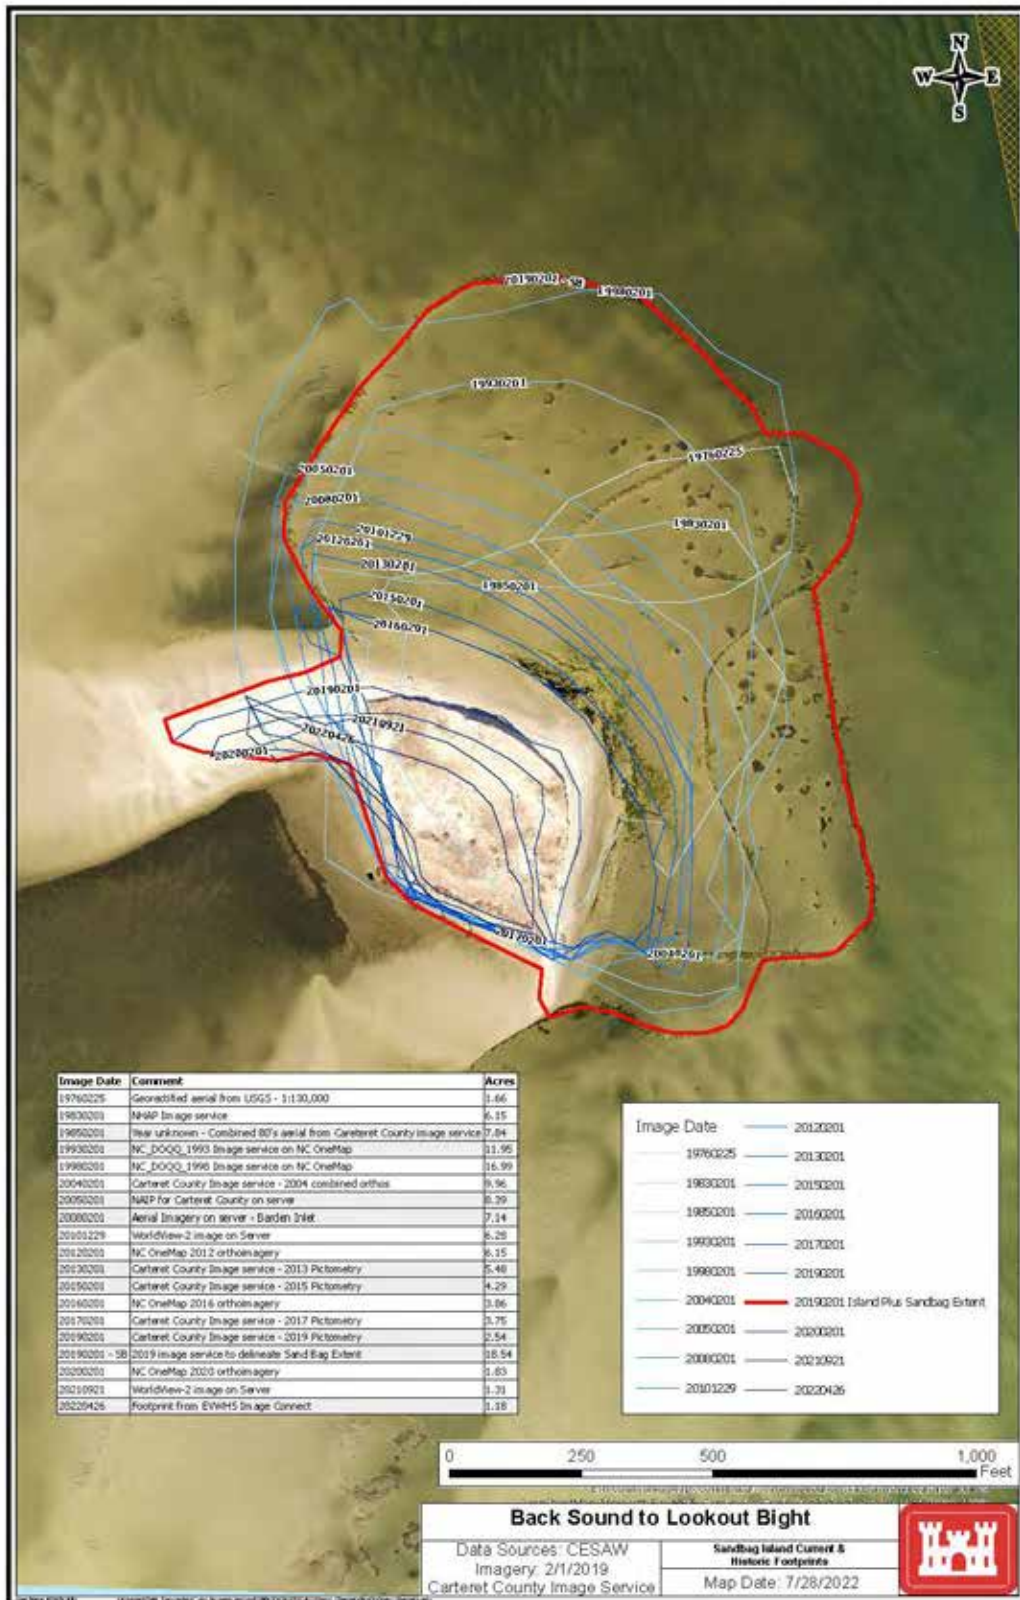 N
W E
S
20190201 - SB
19980201
19930201
19760225
20050201
20080201
19830201
20101229
20120201
20130201
19850201
20150201
20160201
20190201
20210921
20220426
20200201
20170201
20040201
Image Date Comment Acres
19760225 Georectified aerial from USGS - 1:130,000 1.66
19830201 NHAP Image service 6.15
19850201 Year unknown - Combined 80's aerial from Careteret County image service 7.84
19930201 NC_DOQQ_1993 Image service on NC OneMap 11.95
19980201 NC_DOQQ_1998 Image service on NC OneMap 16.99
20040201 Carteret County Image service - 2004 combined orthos 9.96
20050201 NAIP for Carteret County on server 8.39
20080201 Aerial Imagery on server - Barden Inlet 7.14
20101229 WorldView-2 image on Server 6.28
20120201 NC OneMap 2012 orthoimagery 6.15
20130201 Carteret County Image service - 2013 Pictometry 5.48
20150201 Carteret County Image service - 2015 Pictometry 4.29
20160201 NC OneMap 2016 orthoimagery 3.86
20170201 Carteret County Image service - 2017 Pictometry 3.75
20190201 Carteret County Image service - 2019 Pictometry 2.54
20190201 - SB 2019 image service to delineate Sand Bag Extent 18.54
20200201 NC OneMap 2020 orthoimagery 1.83
20210921 WorldView-2 image on Server 1.31
20220426 Footprint from EVWHS Image Connect 1.18
Image Date
19760225
19830201
19850201
19930201
19980201
20040201
20050201
20080201
20101229
20120201
20130201
20150201
20160201
20170201
20190201
20190201 Island Plus Sandbag Extent
20200201
20210921
20220426
0 250 500 1,000
Feet
Back Sound to Lookout Bight
Data Sources: CESAW
Imagery: 2/1/2019
Carteret County Image Service
Sandbag Island Current &
Historic Footprints
Map Date: 7/28/2022